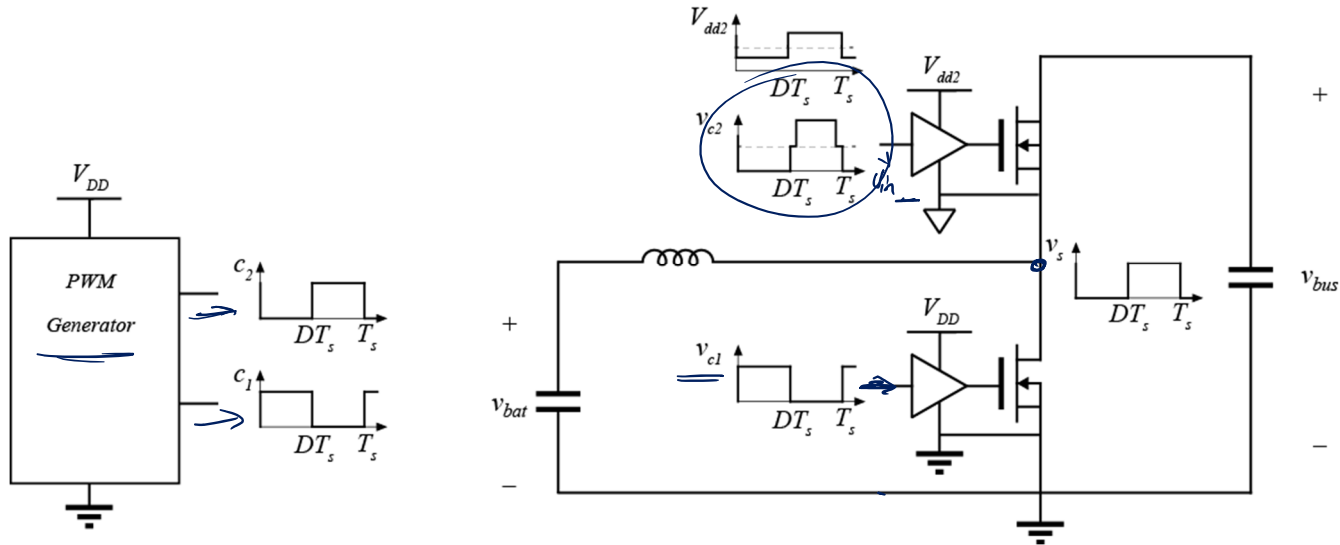 V_DD
PWM
Generator
c_2
DT_s T_s
c_1
DT_s T_s
V_dd2
DT_s T_s
v_c2
DT_s T_s
V_dd2
+
v_bat
−
v_c1
DT_s T_s
V_DD
v_s
DT_s T_s
+
v_bus
−